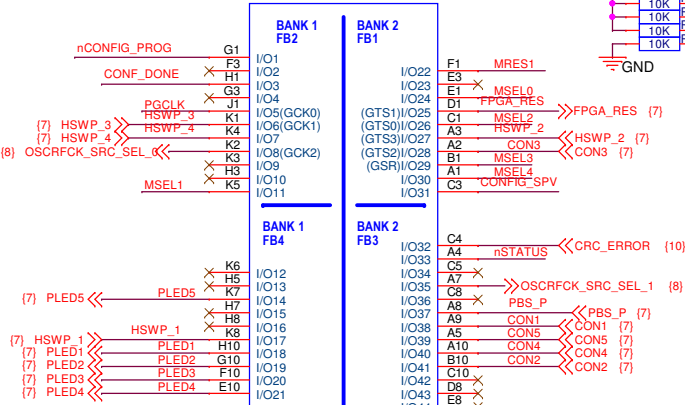 10K
10K
10K
10K
GND
BANK 1
FB2
BANK 2
FB1
nCONFIG_PROG G1 I/O1
F3 I/O2
CONF_DONE H1 I/O3
G3 I/O4
PGCLK J1 I/O5(GCK0)
{7} HSWP_3 HSWP_3 K1 I/O6(GCK1)
{7} HSWP_4 HSWP_4 K4 I/O7
{8} OSCRFCK_SRC_SEL_0 K2 I/O8(GCK2)
K3 I/O9
H3 I/O10
MSEL1 K5 I/O11
I/O22 F1 MRES1
I/O23 E3
I/O24 E1 MSEL0
(GTS1)I/O25 D1 FPGA_RES FPGA_RES {7}
(GTS0)I/O26 C1 MSEL2
(GTS3)I/O27 A3 HSWP_2 HSWP_2 {7}
(GTS2)I/O28 A2 CON3 CON3 {7}
(GSR)I/O29 B1 MSEL3
I/O30 A1 MSEL4
I/O31 C3 CONFIG_SPV
BANK 1
FB4
BANK 2
FB3
K6 I/O12
H5 I/O13
{7} PLED5 PLED5 K7 I/O14
H7 I/O15
H8 I/O16
{7} HSWP_1 HSWP_1 K8 I/O17
{7} PLED1 PLED1 H10 I/O18
{7} PLED2 PLED2 G10 I/O19
{7} PLED3 PLED3 F10 I/O20
{7} PLED4 PLED4 E10 I/O21
I/O32 C4 CRC_ERROR {10}
I/O33 A4 nSTATUS
I/O34 C5
I/O35 A7 OSCRFCK_SRC_SEL_1 {8}
I/O36 C8
I/O37 A8 PBS_P PBS_P {7}
I/O38 A9 CON1 CON1 {7}
I/O39 A5 CON5 CON5 {7}
I/O40 A10 CON4 CON4 {7}
I/O41 B10 CON2 CON2 {7}
I/O42 C10
I/O43 D8
E8